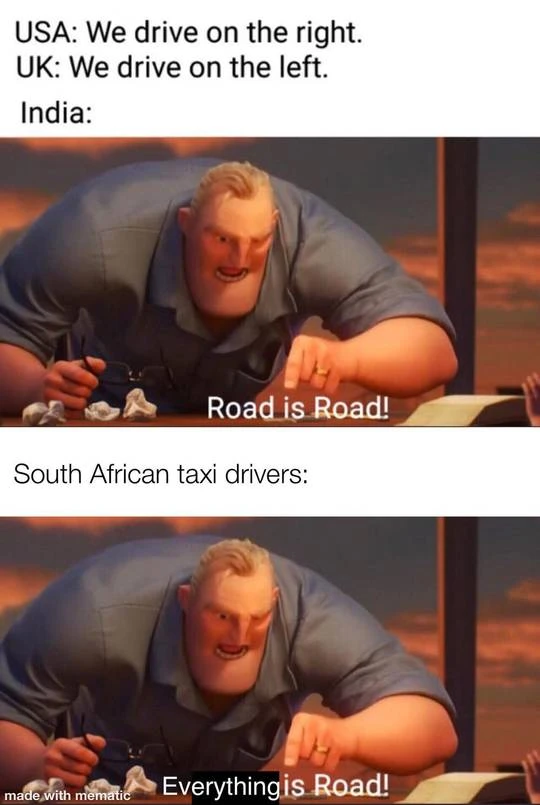 USA: We drive on the right.
UK: We drive on the left.
India:
Road is Road!
South African taxi drivers:
Everything is Road!
made with mematic